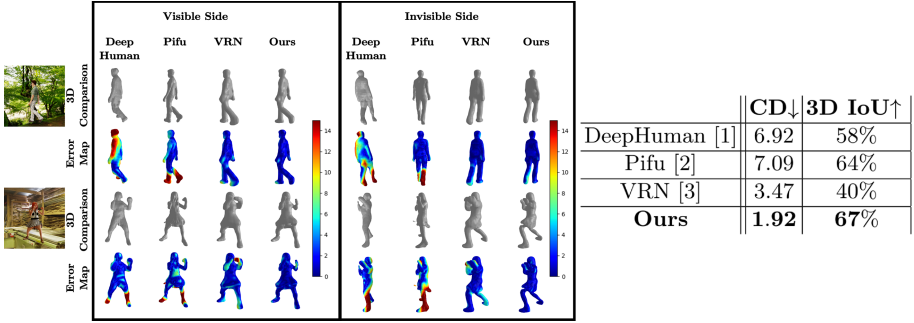 Visible Side
Invisible Side
Deep Human
Pifu
VRN
Ours
Deep Human
Pifu
VRN
Ours
3D Comparison
Error Map
3D Comparison
Error Map
14
12
10
8
6
4
2
0
14
12
10
8
6
4
2
0
CD↓ 3D IoU↑
DeepHuman [1] 6.92 58%
Pifu [2] 7.09 64%
VRN [3] 3.47 40%
Ours 1.92 67%